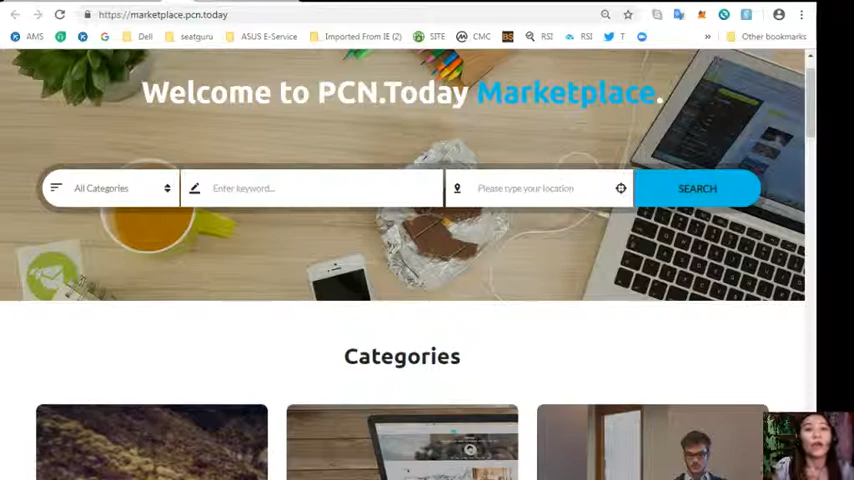 https://marketplace.pcn.today
AMS
G
Dell
seatguru
ASUS E-Service
Imported From IE (2)
SITE
CMC
BS
RSI
RSI
T
»
Other bookmarks
Welcome to PCN.Today Marketplace.
All Categories
Enter keyword...
Please type your location
SEARCH
Categories